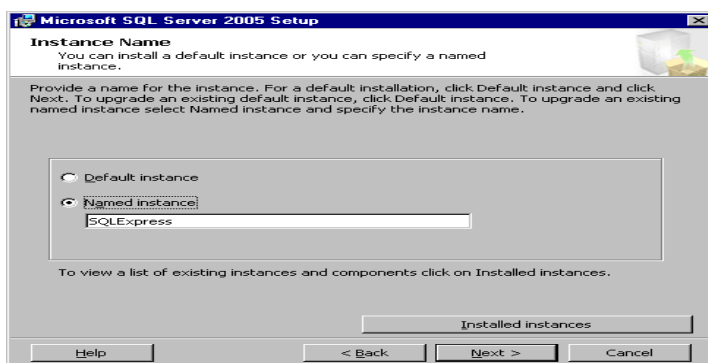 Microsoft SQL Server 2005 Setup
Instance Name
You can install a default instance or you can specify a named
instance.
Provide a name for the instance. For a default installation, click Default instance and click
Next. To upgrade an existing default instance, click Default instance. To upgrade an existing
named instance select Named instance and specify the instance name.
Default instance
Named instance
SQLExpress
To view a list of existing instances and components click on Installed instances.
Installed instances
Help
< Back
Next >
Cancel